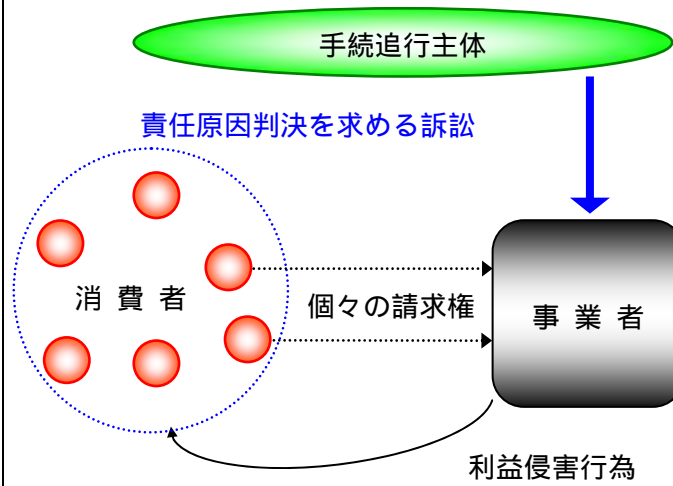 手続追行主体
責任原因判決を求める訴訟
消 費 者
個々の請求権
事 業 者
利益侵害行為